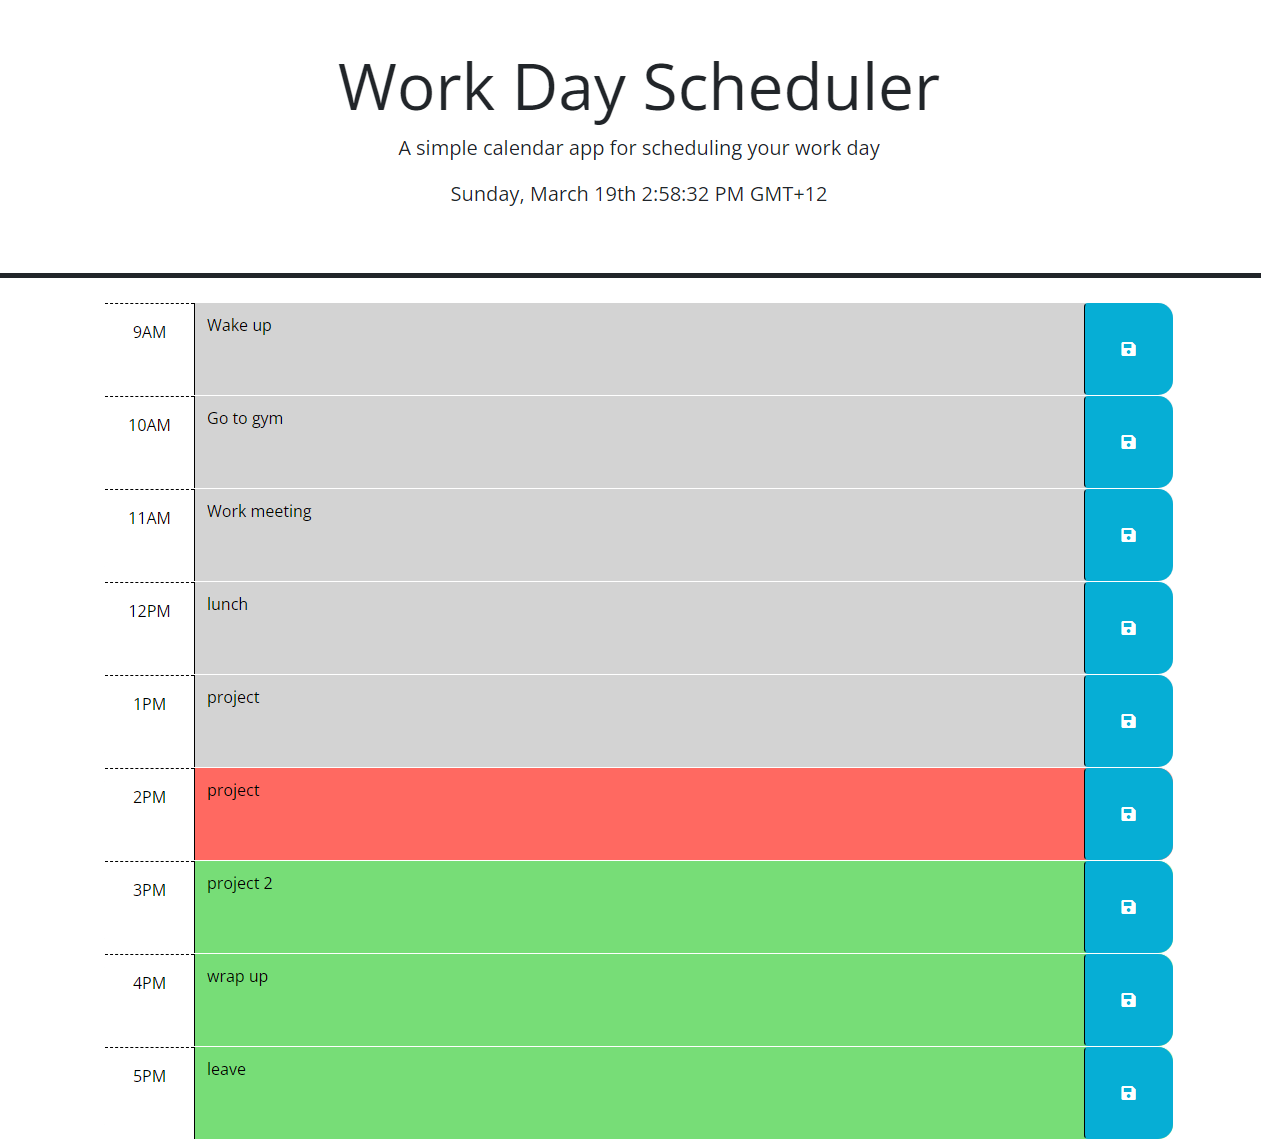 Work Day Scheduler
A simple calendar app for scheduling your work day
Sunday, March 19th 2:58:32 PM GMT+12
9AM Wake up
10AM Go to gym
11AM Work meeting
12PM lunch
1PM project
2PM project
3PM project 2
4PM wrap up
5PM leave